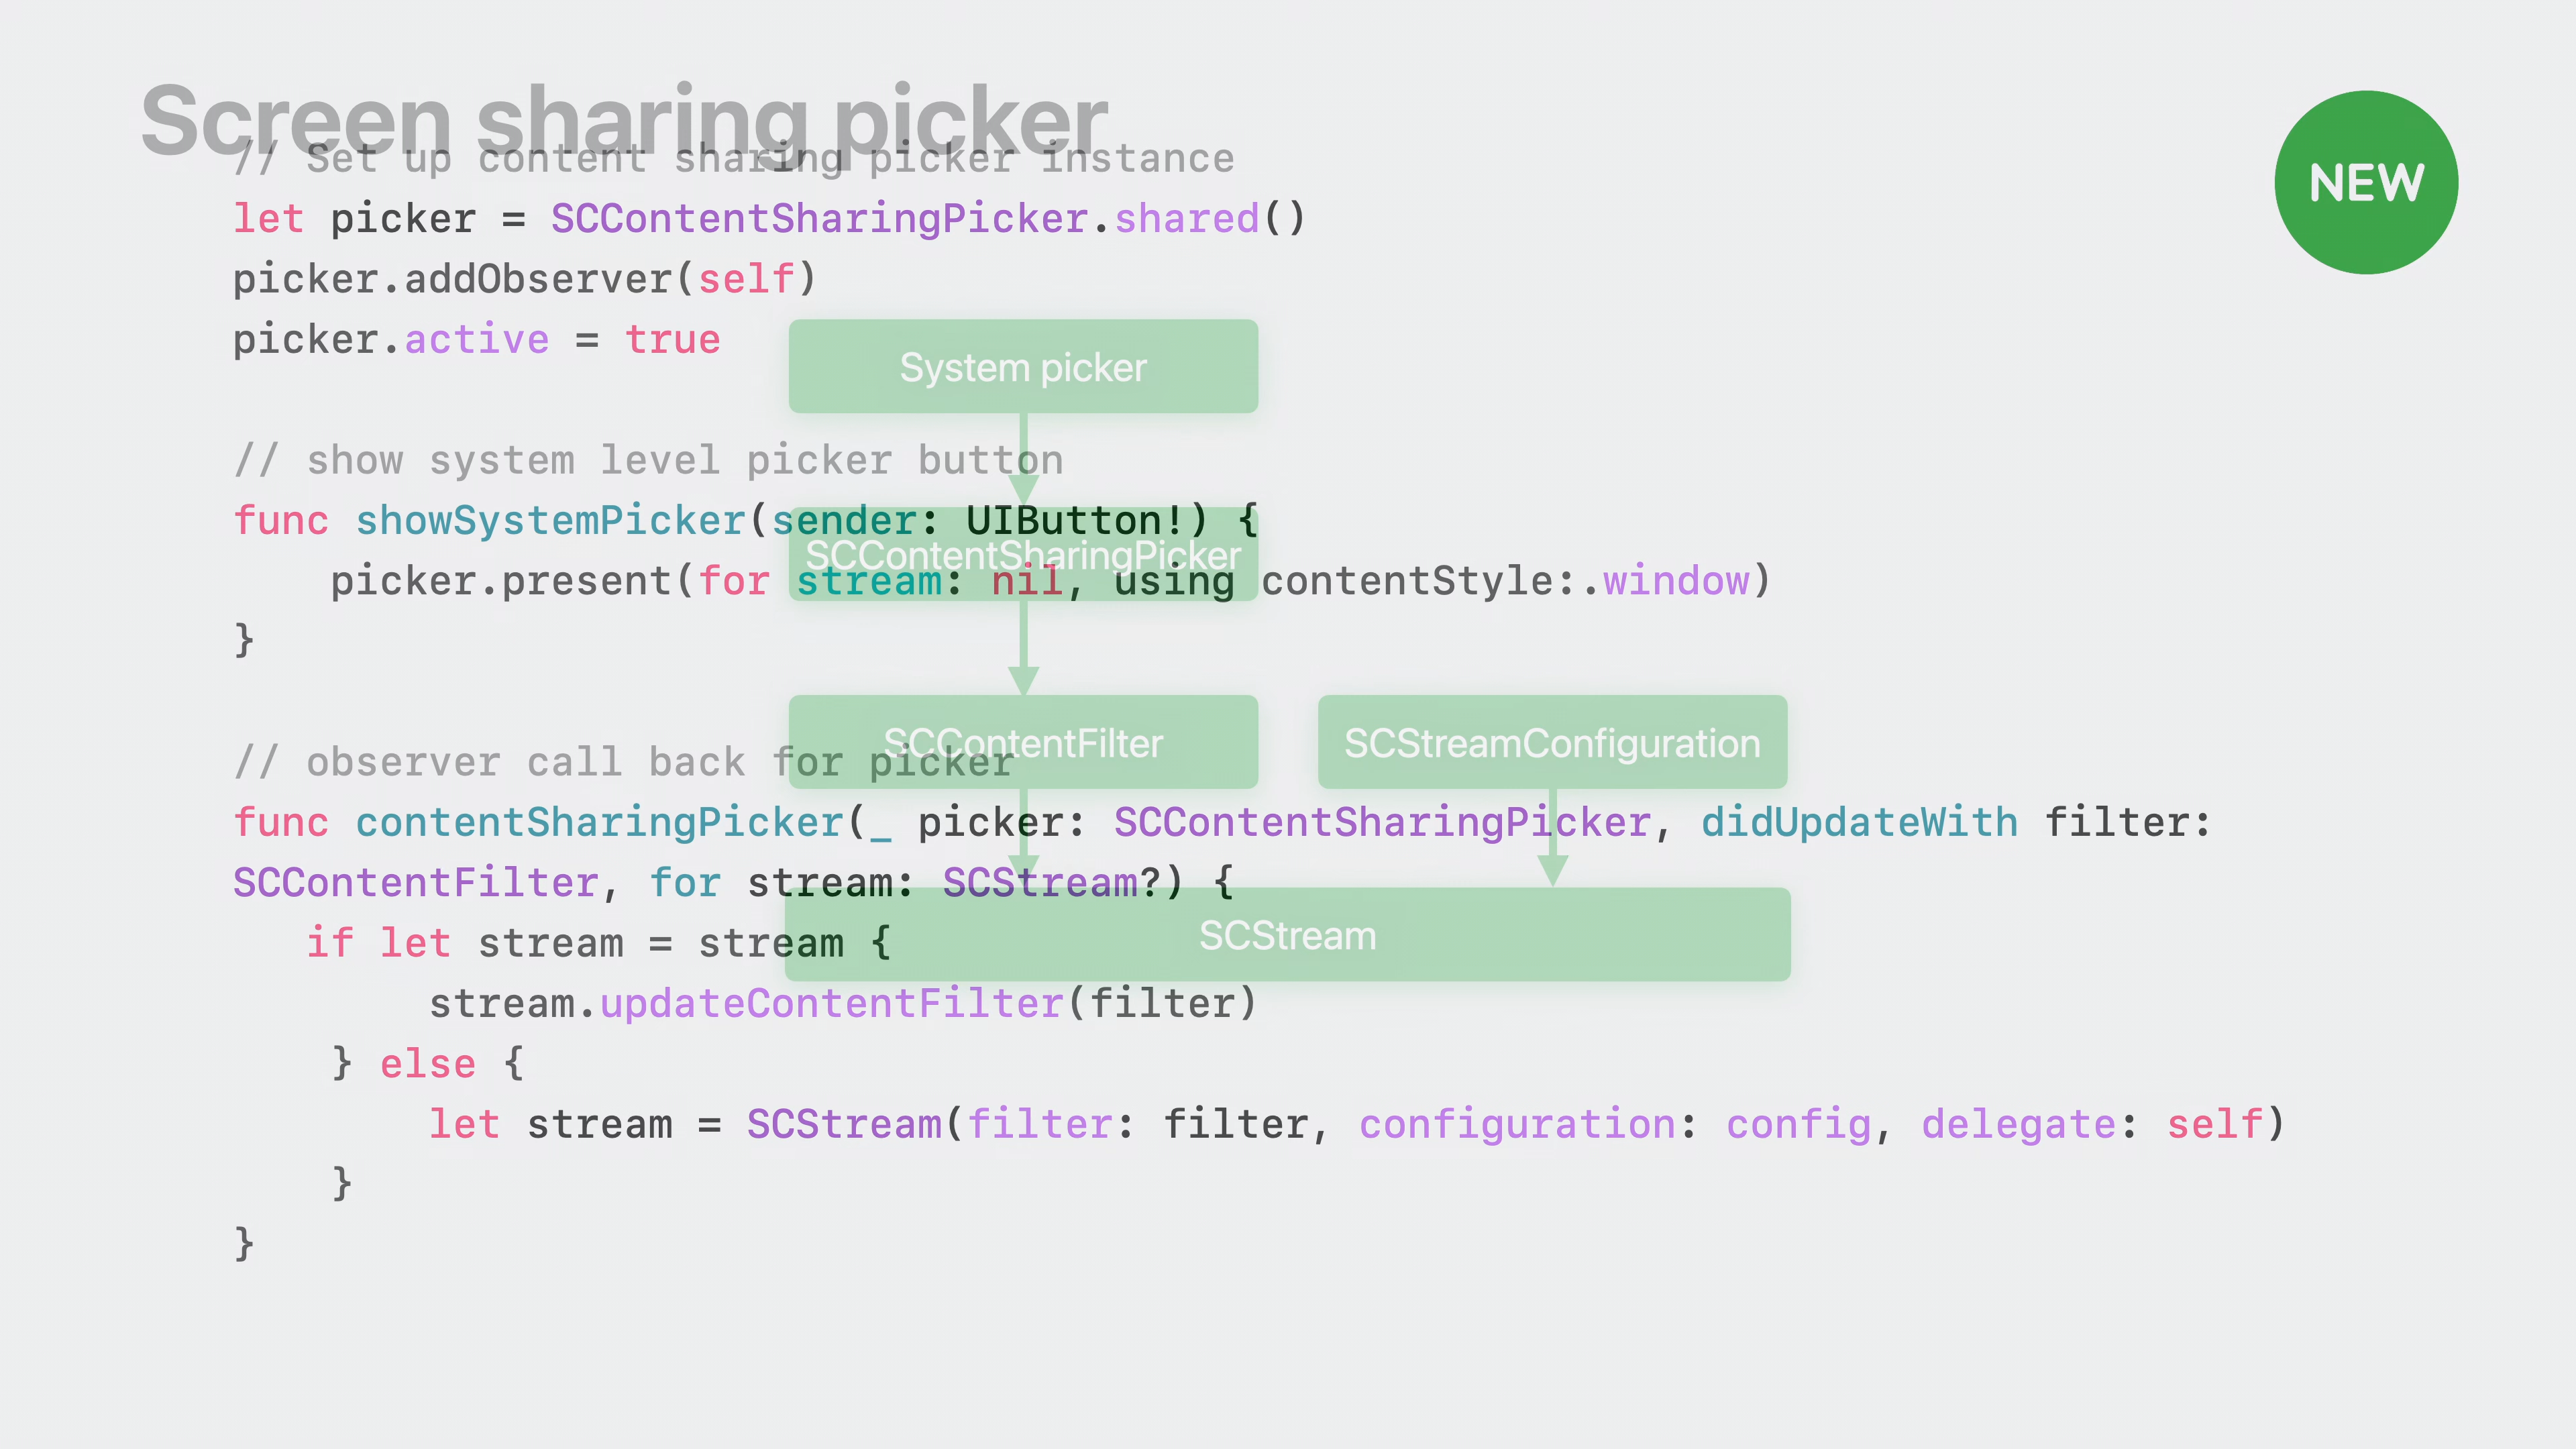 Screen sharing picker
NEW
// Set up content sharing picker instance
let picker = SCContentSharingPicker.shared()
picker.addObserver(self)
picker.active = true
System picker
// show system level picker button
func showSystemPicker(sender: UIButton!) {
SCContentSharingPicker
picker.present(for stream: nil, using contentStyle:.window)
}
SCContentFilter
SCStreamConfiguration
// observer call back for picker
func contentSharingPicker(_ picker: SCContentSharingPicker, didUpdateWith filter:
SCContentFilter, for stream: SCStream?) {
SCStream
if let stream = stream {
stream.updateContentFilter(filter)
} else {
let stream = SCStream(filter: filter, configuration: config, delegate: self)
}
}